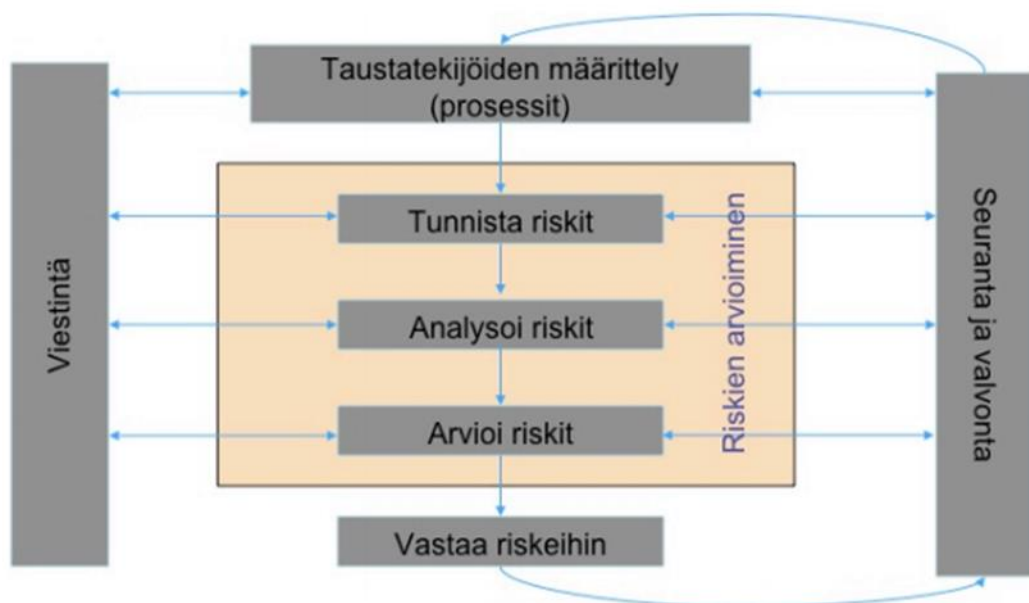 Taustatekijöiden määrittely
(prosessit)
Viestintä
Tunnista riskit
Analysoi riskit
Arvioi riskit
Riskien arvioiminen
Seuranta ja valvonta
Vastaa riskeihin